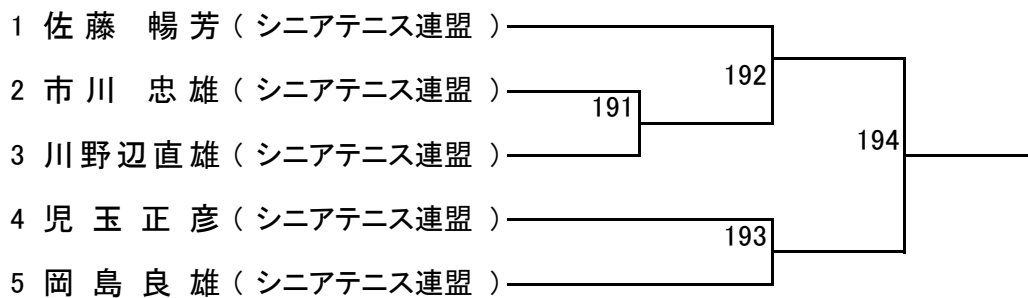 1 佐 藤 暢 芳 ( シニアテニス連盟 )
192
2 市 川 忠 雄 ( シニアテニス連盟 )
191
194
3 川野辺直雄 ( シニアテニス連盟 )
4 児 玉 正 彦 ( シニアテニス連盟 )
193
5 岡 島 良 雄 ( シニアテニス連盟 )